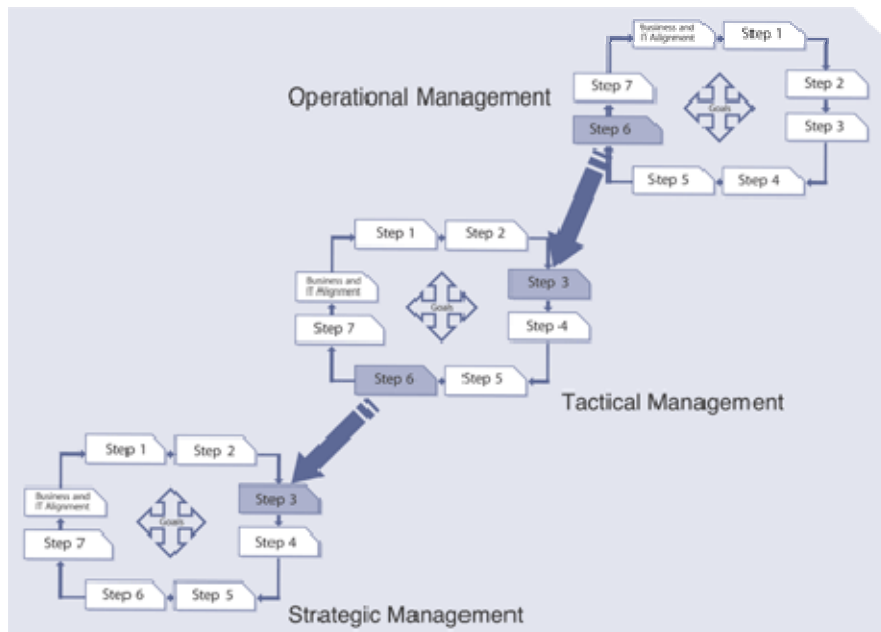 Business and
IT Alignment
Step 1
Step 2
Step 3
Step 4
Step 5
Step 6
Step 7
Goals
Operational Management
Step 1
Step 2
Step 3
Step 4
Step 5
Step 6
Step 7
Business and
IT Alignment
Goals
Tactical Management
Step 1
Step 2
Step 3
Step 4
Step 5
Step 6
Step 7
Business and
IT Alignment
Goals
Strategic Management